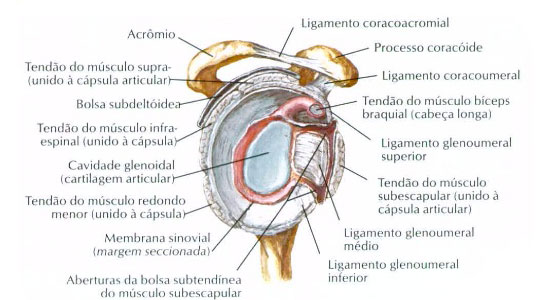 Acrômio
Tendão do músculo supra-
(unido à cápsula articular)
Bolsa subdeltóidea
Tendão do músculo infra-
espinal (unido à cápsula)
Cavidade glenoidal
(cartilagem articular)
Tendão do músculo redondo
menor (unido à cápsula)
Membrana sinovial
(margem seccionada)
Aberturas da bolsa subtendínea
do músculo subescapular
Ligamento coracoacromial
Processo coracóide
Ligamento coracoumeral
Tendão do músculo bíceps
braquial (cabeça longa)
Ligamento glenoumeral
superior
Tendão do músculo
subescapular (unido à
cápsula articular)
Ligamento glenoumeral
médio
Ligamento glenoumeral
inferior